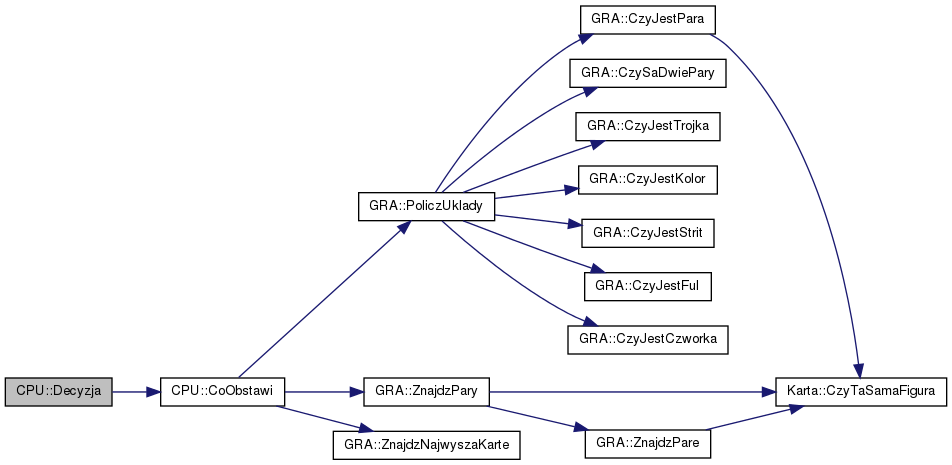 GRA::CzyJestPara
GRA::CzySaDwiePary
GRA::CzyJestTrojka
GRA::CzyJestKolor
GRA::PoliczUklady
GRA::CzyJestStrit
GRA::CzyJestFul
GRA::CzyJestCzworka
CPU::Decyzja
CPU::CoObstawi
GRA::ZnajdzPary
Karta::CzyTaSamaFigura
GRA::ZnajdzNajwyszaKarte
GRA::ZnajdzPare